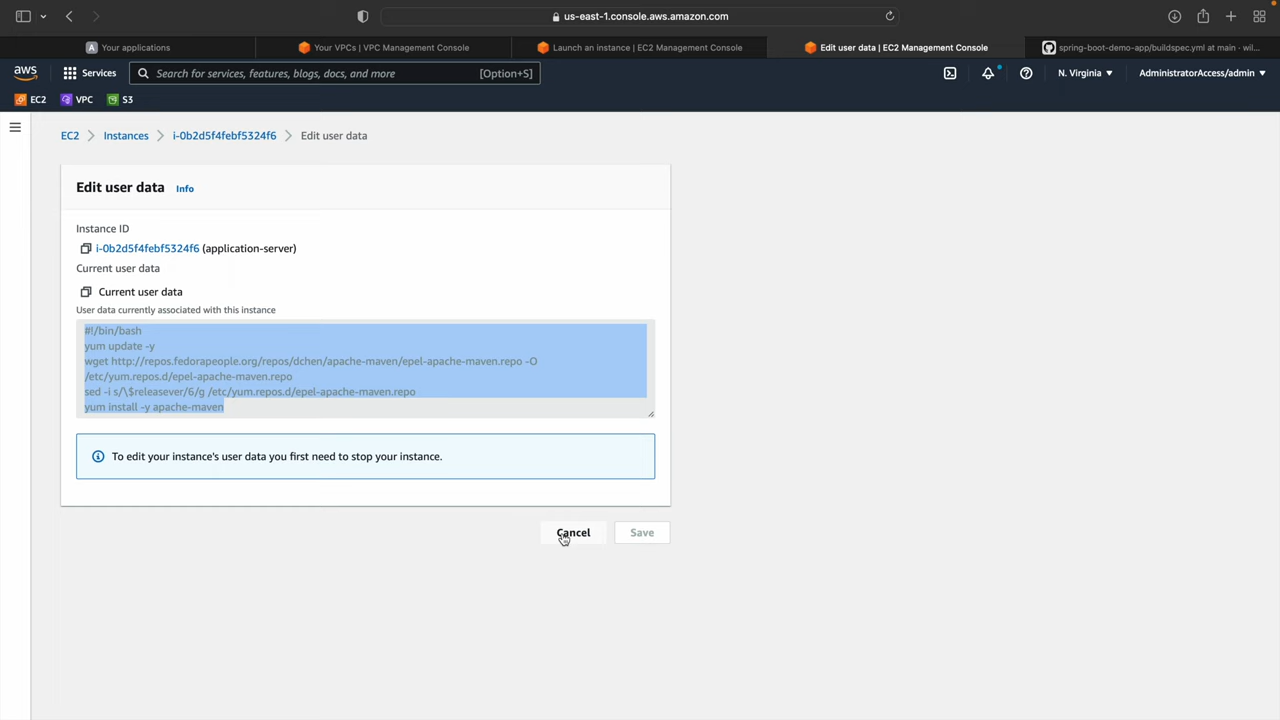 us-east-1.console.aws.amazon.com
Your applications
Your VPCs | VPC Management Console
Launch an instance | EC2 Management Console
Edit user data | EC2 Management Console
spring-boot-demo-app/buildspec.yml at main · wil...
aws
Services
Search for services, features, blogs, docs, and more
[Option+S]
N. Virginia
AdministratorAccess/admin
EC2
VPC
S3
EC2
Instances
i-0b2d5f4febf5324f6
Edit user data
Edit user data
Info
Instance ID
i-0b2d5f4febf5324f6 (application-server)
Current user data
Current user data
User data currently associated with this instance
#!/bin/bash
yum update -y
wget http://repos.fedorapeople.org/repos/dchen/apache-maven/epel-apache-maven.repo -O
/etc/yum.repos.d/epel-apache-maven.repo
sed -i s/\$releasever/6/g /etc/yum.repos.d/epel-apache-maven.repo
yum install -y apache-maven
To edit your instance's user data you first need to stop your instance.
Cancel
Save